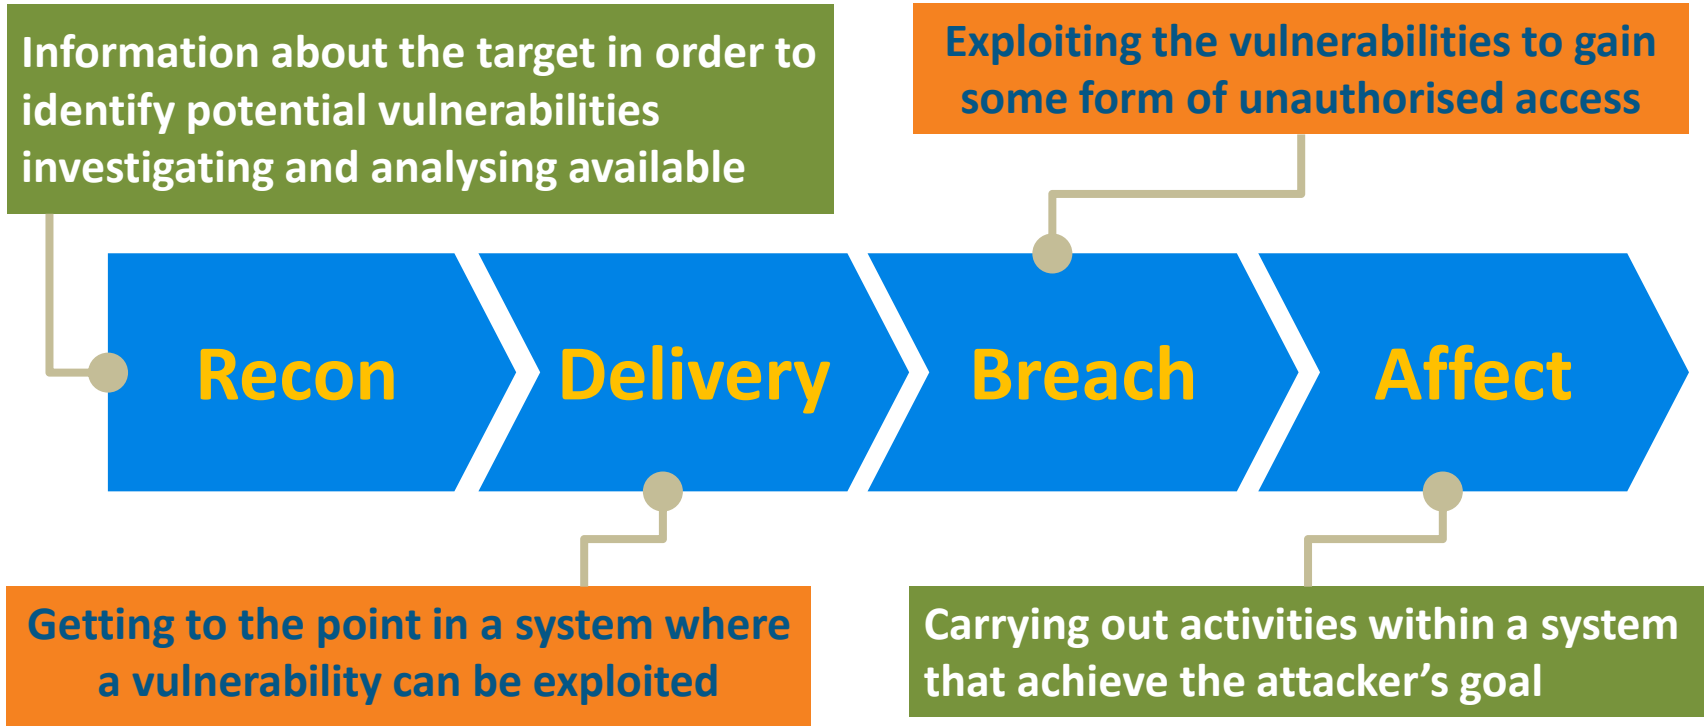 Information about the target in order to
identify potential vulnerabilities
investigating and analysing available
Exploiting the vulnerabilities to gain
some form of unauthorised access
Recon
Delivery
Breach
Affect
Getting to the point in a system where
a vulnerability can be exploited
Carrying out activities within a system
that achieve the attacker’s goal